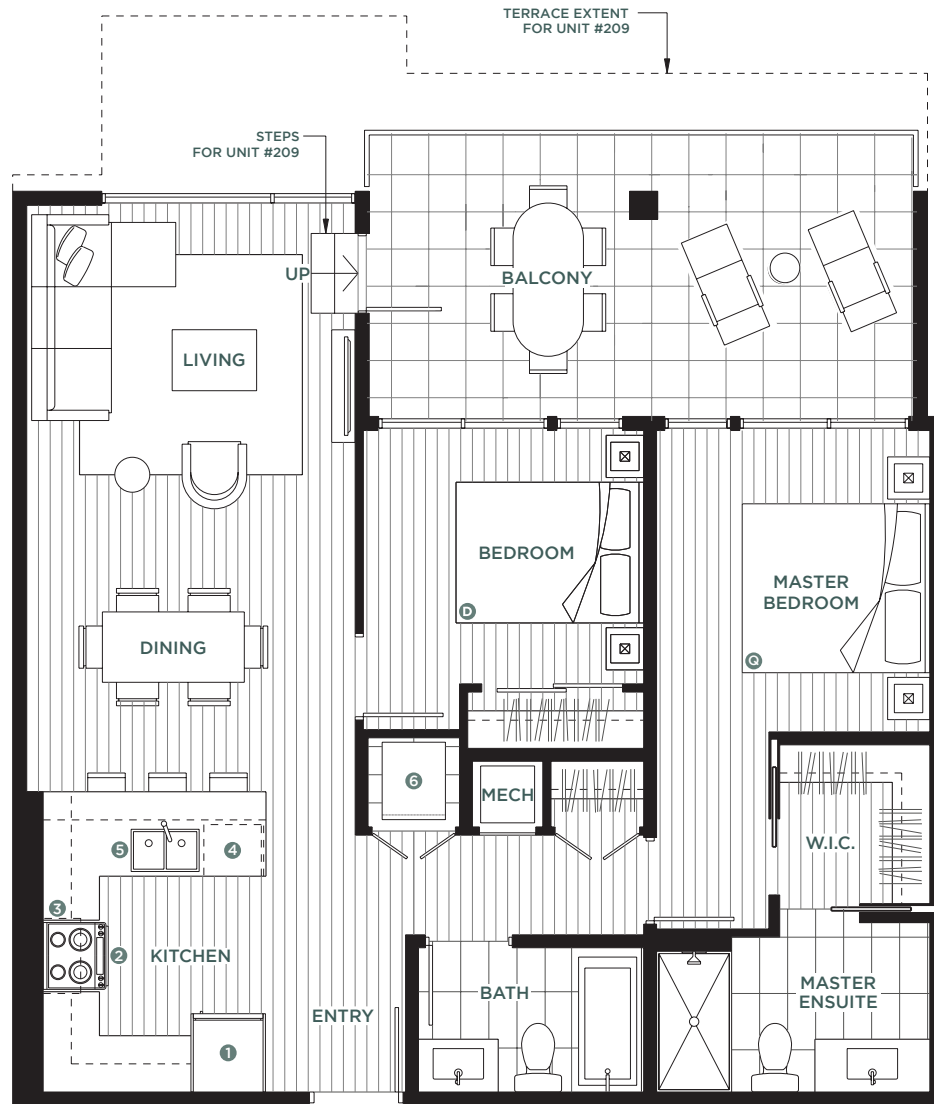 TERRACE EXTENT
FOR UNIT #209
STEPS
FOR UNIT #209
UP
BALCONY
LIVING
BEDROOM
D
MASTER
BEDROOM
Q
DINING
6
MECH
W.I.C.
5
4
3
2
KITCHEN
ENTRY
BATH
MASTER
ENSUITE
1